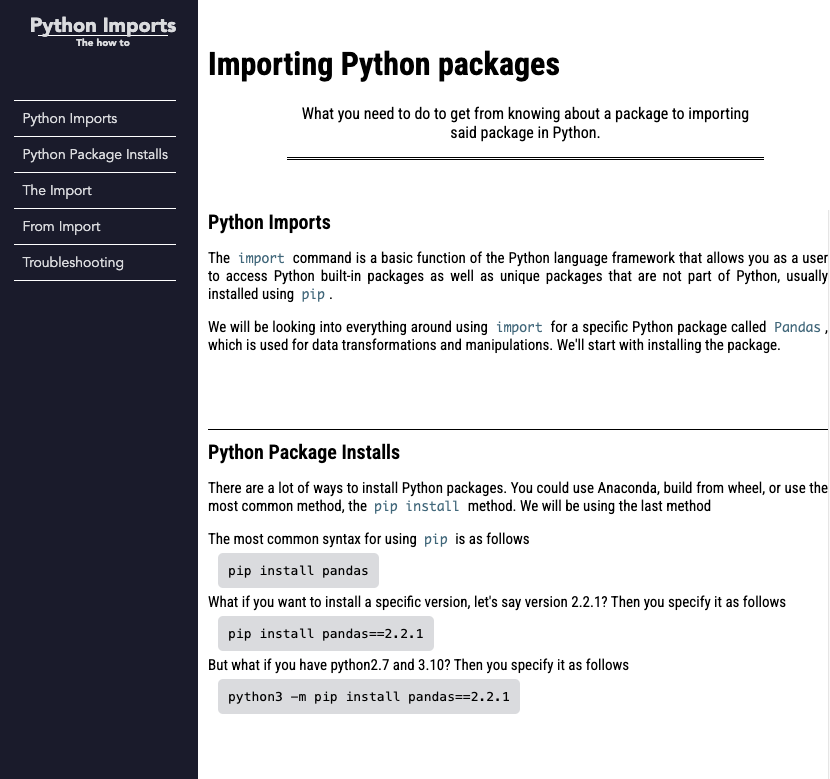 Python Imports
The how to
Python Imports
Python Package Installs
The Import
From Import
Troubleshooting
Importing Python packages
What you need to do to get from knowing about a package to importing
said package in Python.
Python Imports
The import command is a basic function of the Python language framework that allows you as a user
to access Python built-in packages as well as unique packages that are not part of Python, usually
installed using pip .
We will be looking into everything around using import for a specific Python package called Pandas ,
which is used for data transformations and manipulations. We'll start with installing the package.
Python Package Installs
There are a lot of ways to install Python packages. You could use Anaconda, build from wheel, or use the
most common method, the pip install method. We will be using the last method
The most common syntax for using pip is as follows
pip install pandas
What if you want to install a specific version, let's say version 2.2.1? Then you specify it as follows
pip install pandas==2.2.1
But what if you have python2.7 and 3.10? Then you specify it as follows
python3 -m pip install pandas==2.2.1